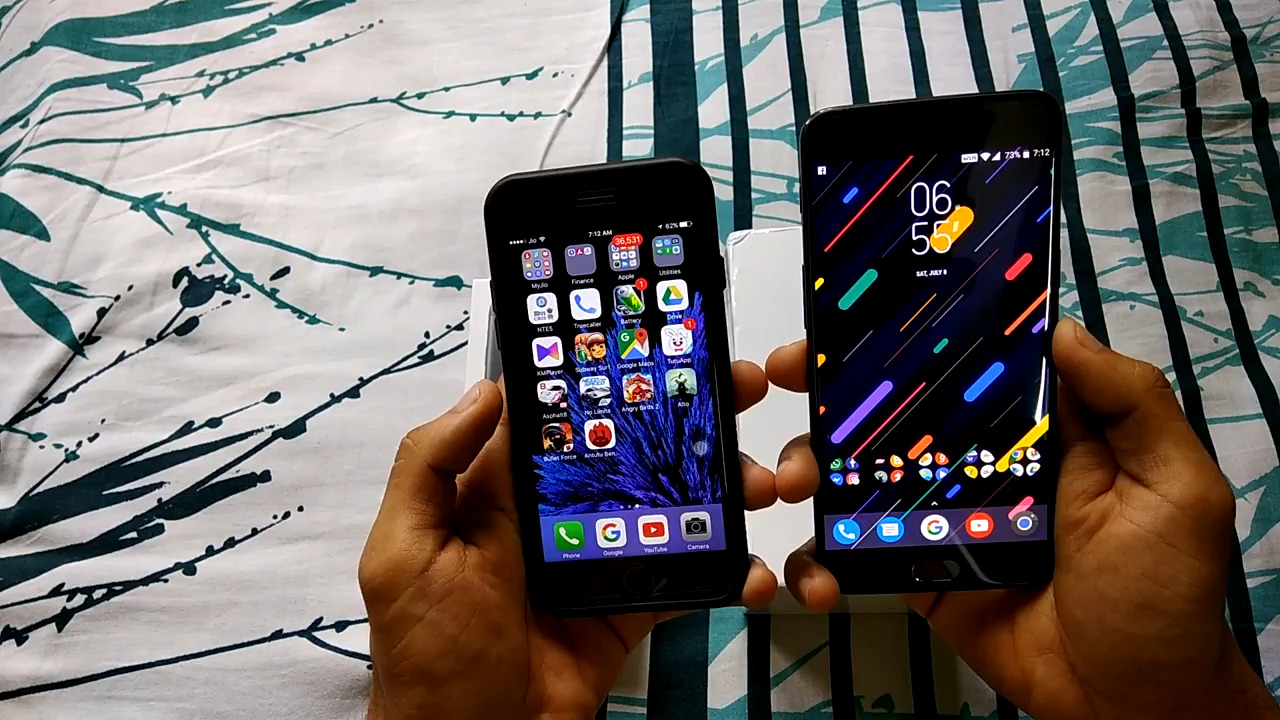 Jio 7:12 AM 62%
36,531
MyJio Finance Apple Utilities
1
NTES Truecaller Battery Drive
1
KMPlayer Subway Surf Google Maps TutuApp
Asphalt8 No Limits Angry Birds 2 Alto
Bullet Force Antutu Ben...
Phone Google YouTube Camera
73% 7:12
06
55
SAT, JULY 8